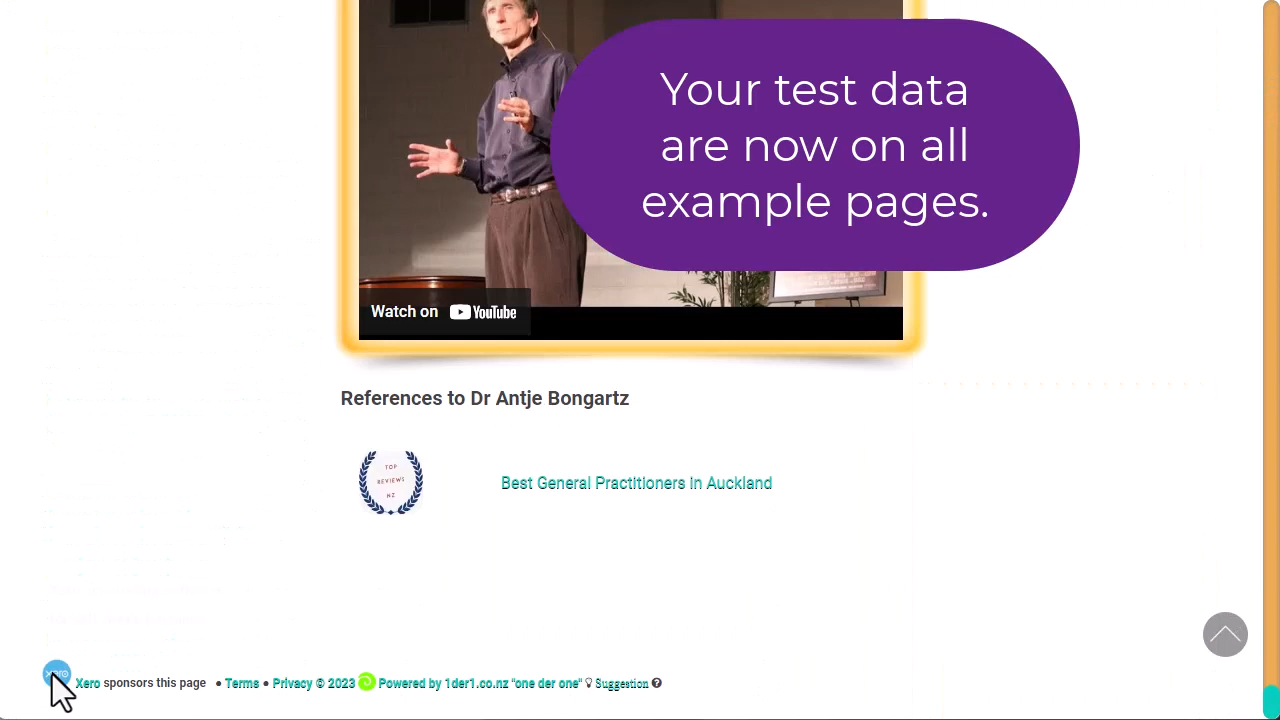 Your test data
are now on all
example pages.
Watch on YouTube
References to Dr Antje Bongartz
TOP
REVIEWS
NZ
Best General Practitioners in Auckland
xero
Xero sponsors this page • Terms • Privacy © 2023 Powered by 1der1.co.nz "one der one" Suggestion